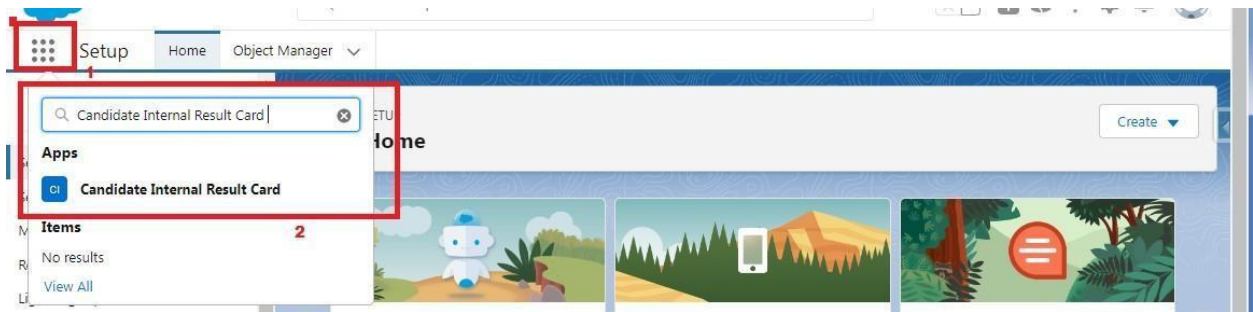 Setup Home Object Manager
1
Candidate Internal Result Card
ETU
Home
Create
Apps
CI Candidate Internal Result Card
Items
2
No results
View All